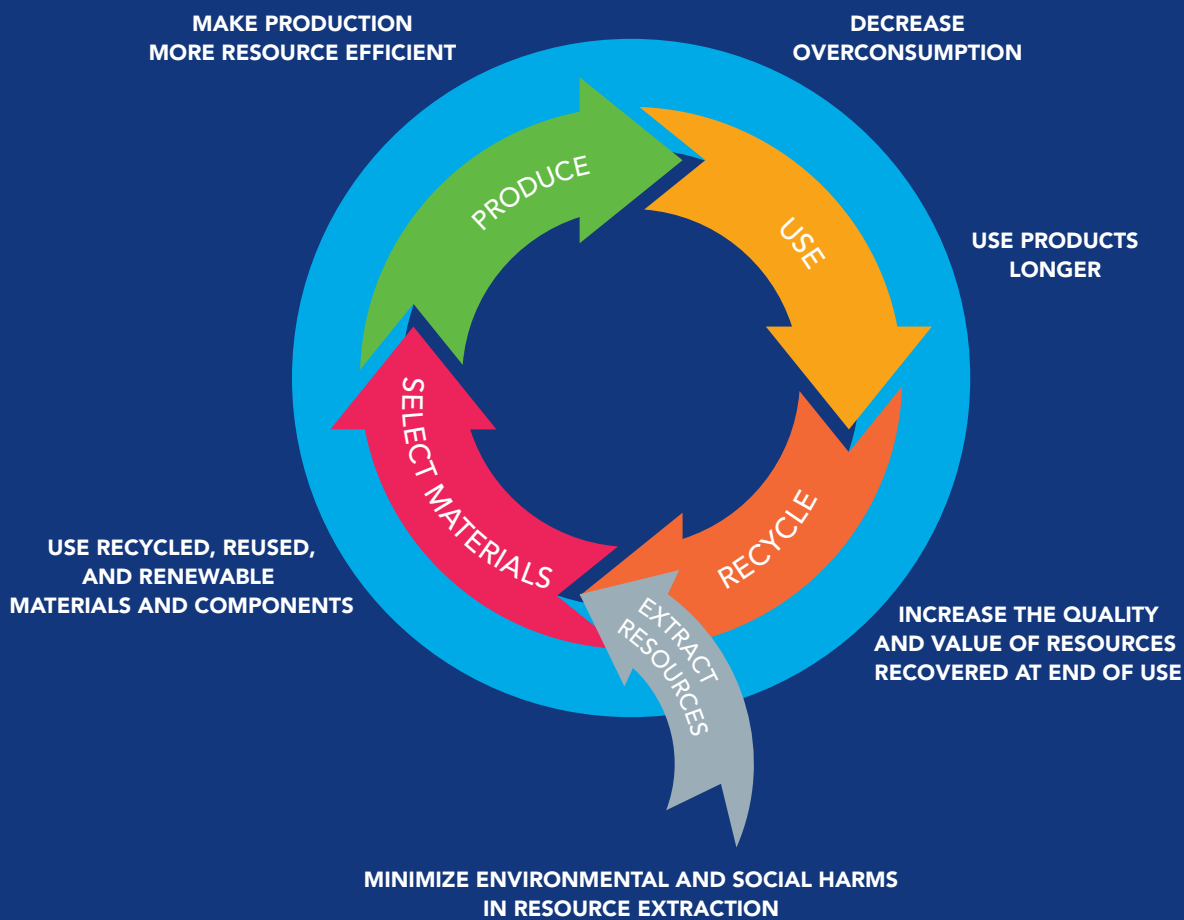 MAKE PRODUCTION
MORE RESOURCE EFFICIENT
DECREASE
OVERCONSUMPTION
PRODUCE
USE
USE PRODUCTS
LONGER
SELECT MATERIALS
RECYCLE
USE RECYCLED, REUSED,
AND RENEWABLE
MATERIALS AND COMPONENTS
EXTRACT
RESOURCES
INCREASE THE QUALITY
AND VALUE OF RESOURCES
RECOVERED AT END OF USE
MINIMIZE ENVIRONMENTAL AND SOCIAL HARMS
IN RESOURCE EXTRACTION